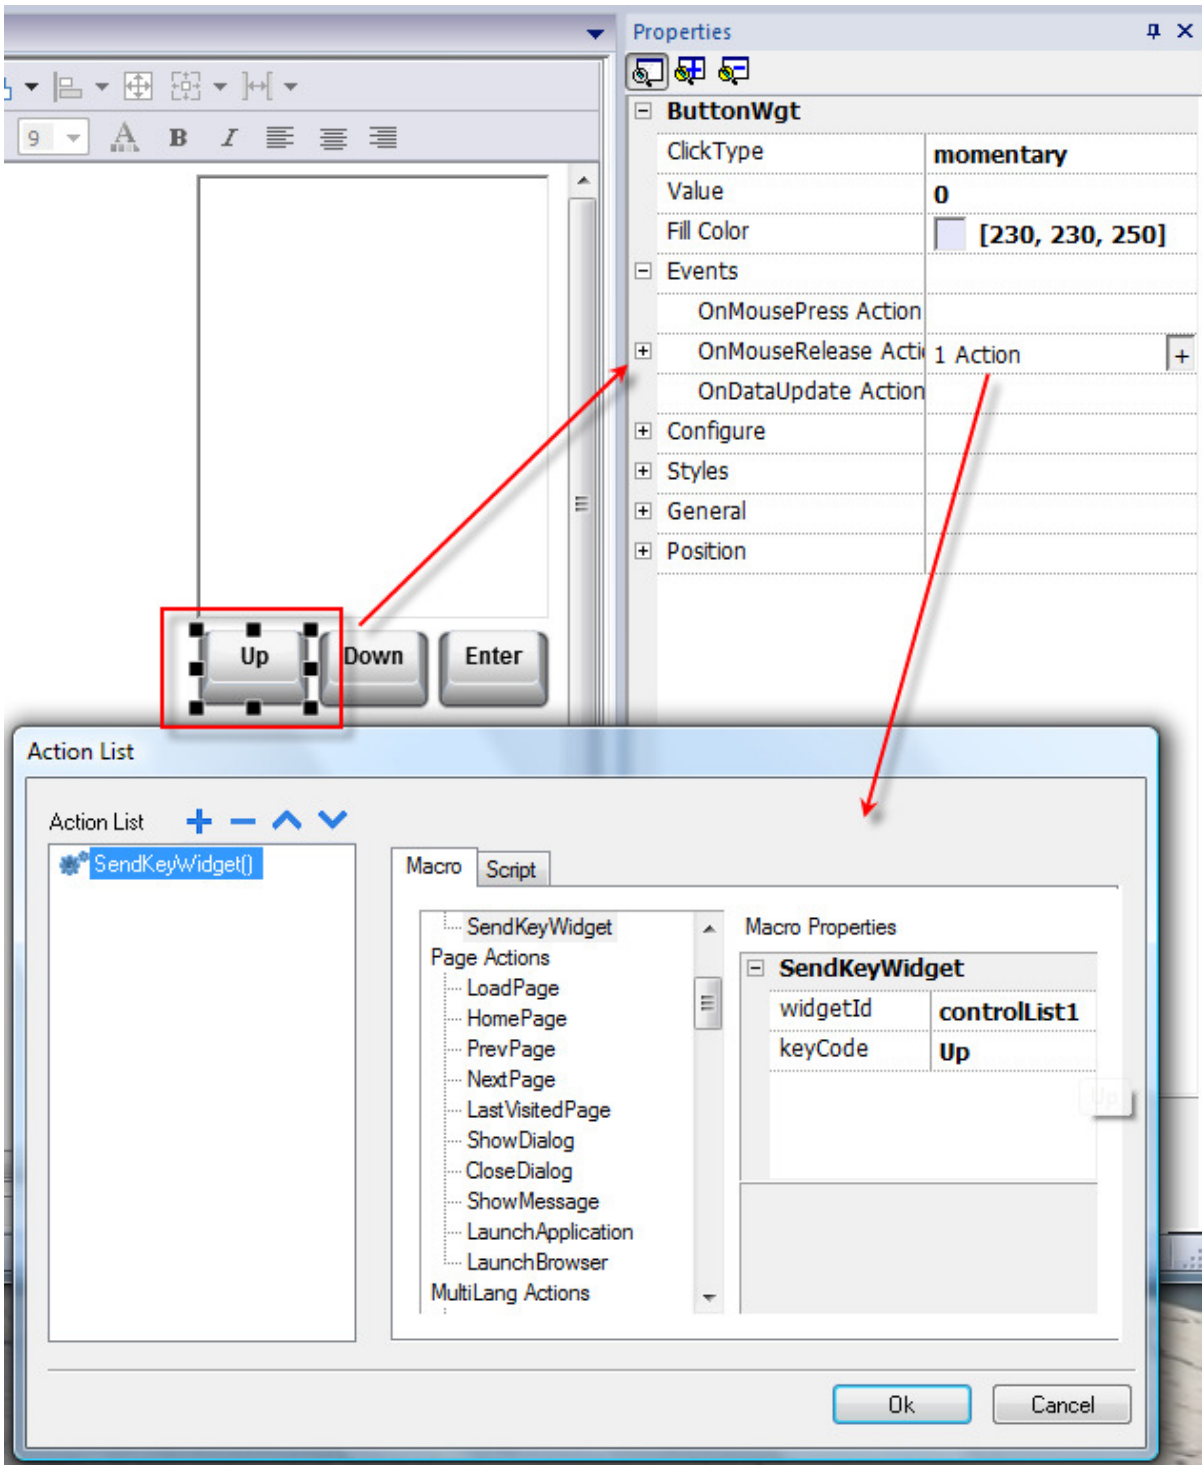 Properties
ButtonWgt
ClickType momentary
Value 0
Fill Color [230, 230, 250]
Events
OnMousePress Action
OnMouseRelease Acti 1 Action +
OnDataUpdate Action
Configure
Styles
General
Position
9 A B I
Up Down Enter
Action List
Action List
SendKeyWidget()
Macro Script
SendKeyWidget
Page Actions
LoadPage
HomePage
PrevPage
NextPage
LastVisitedPage
ShowDialog
CloseDialog
ShowMessage
LaunchApplication
LaunchBrowser
MultiLang Actions
Macro Properties
SendKeyWidget
widgetId controlList1
keyCode Up
Up
Ok Cancel